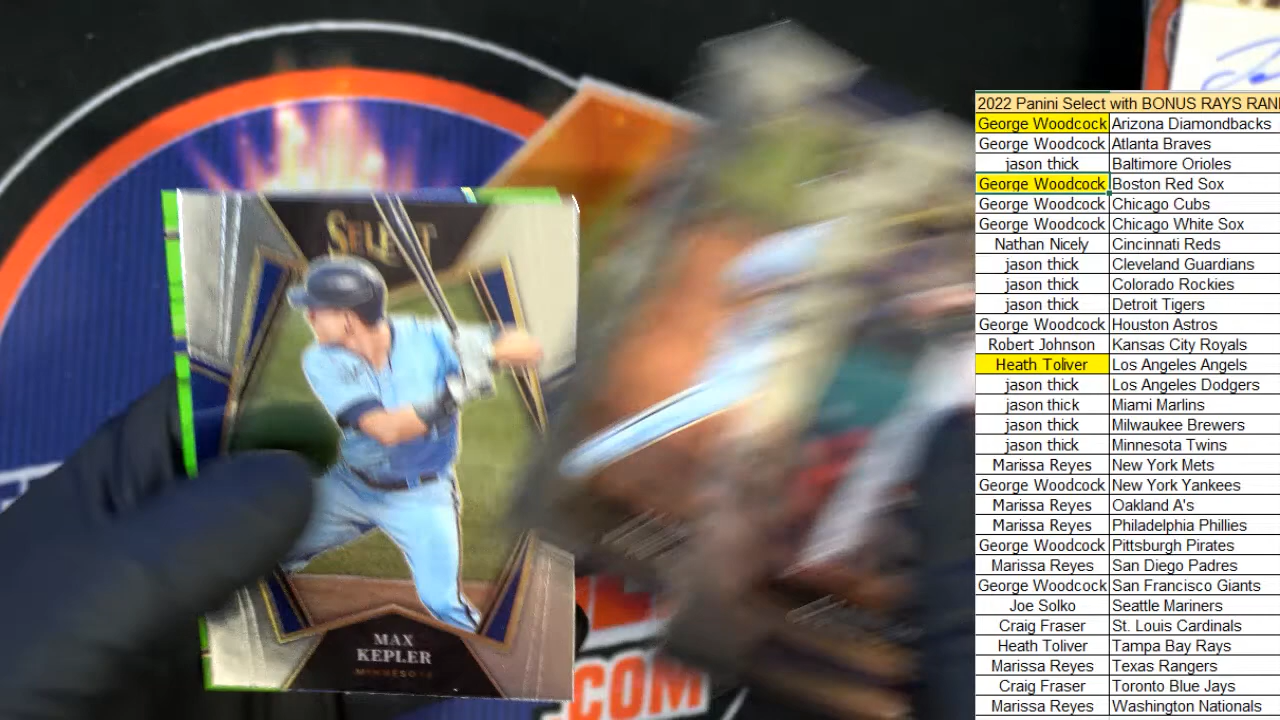 SELECT
MAX
KEPLER
MINNESOTA
.COM
2022 Panini Select with BONUS RAYS RAN
George Woodcock Arizona Diamondbacks
George Woodcock Atlanta Braves
jason thick Baltimore Orioles
George Woodcock Boston Red Sox
George Woodcock Chicago Cubs
George Woodcock Chicago White Sox
Nathan Nicely Cincinnati Reds
jason thick Cleveland Guardians
jason thick Colorado Rockies
jason thick Detroit Tigers
George Woodcock Houston Astros
Robert Johnson Kansas City Royals
Heath Toliver Los Angeles Angels
jason thick Los Angeles Dodgers
jason thick Miami Marlins
jason thick Milwaukee Brewers
jason thick Minnesota Twins
Marissa Reyes New York Mets
George Woodcock New York Yankees
Marissa Reyes Oakland A's
Marissa Reyes Philadelphia Phillies
George Woodcock Pittsburgh Pirates
Marissa Reyes San Diego Padres
George Woodcock San Francisco Giants
Joe Solko Seattle Mariners
Craig Fraser St. Louis Cardinals
Heath Toliver Tampa Bay Rays
Marissa Reyes Texas Rangers
Craig Fraser Toronto Blue Jays
Marissa Reyes Washington Nationals